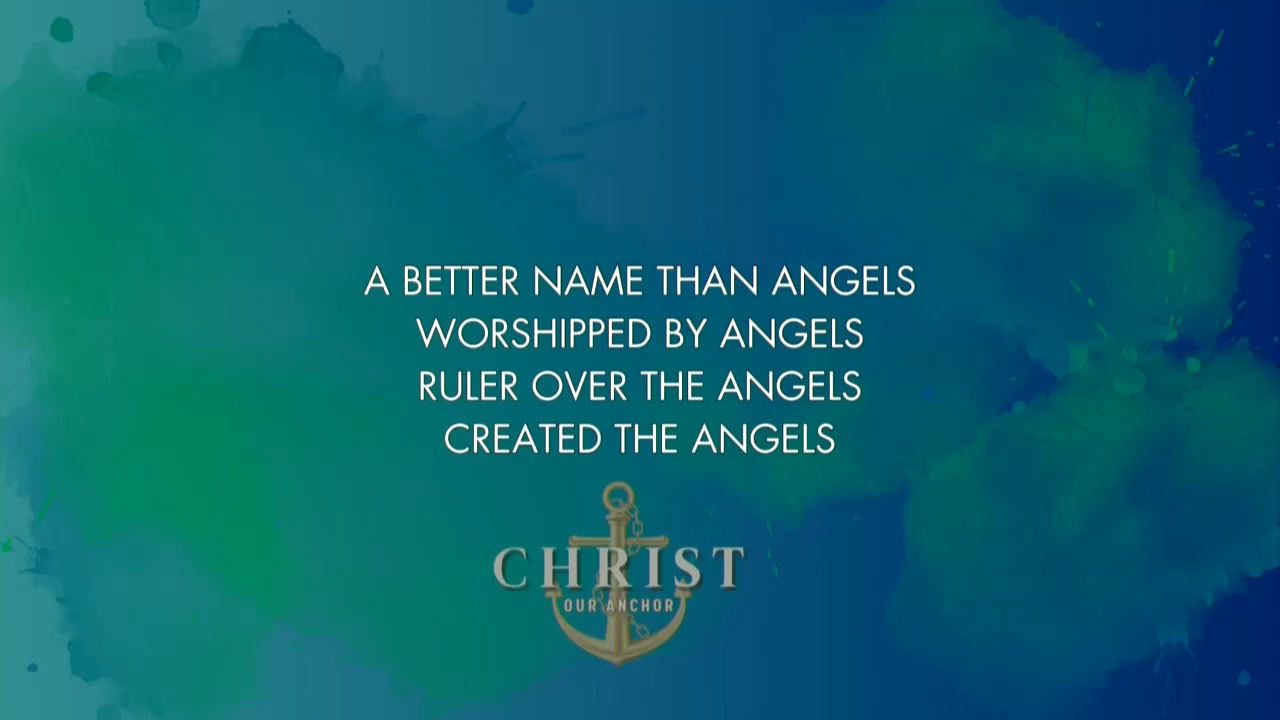 A BETTER NAME THAN ANGELS
WORSHIPPED BY ANGELS
RULER OVER THE ANGELS
CREATED THE ANGELS
CHRIST
OUR ANCHOR